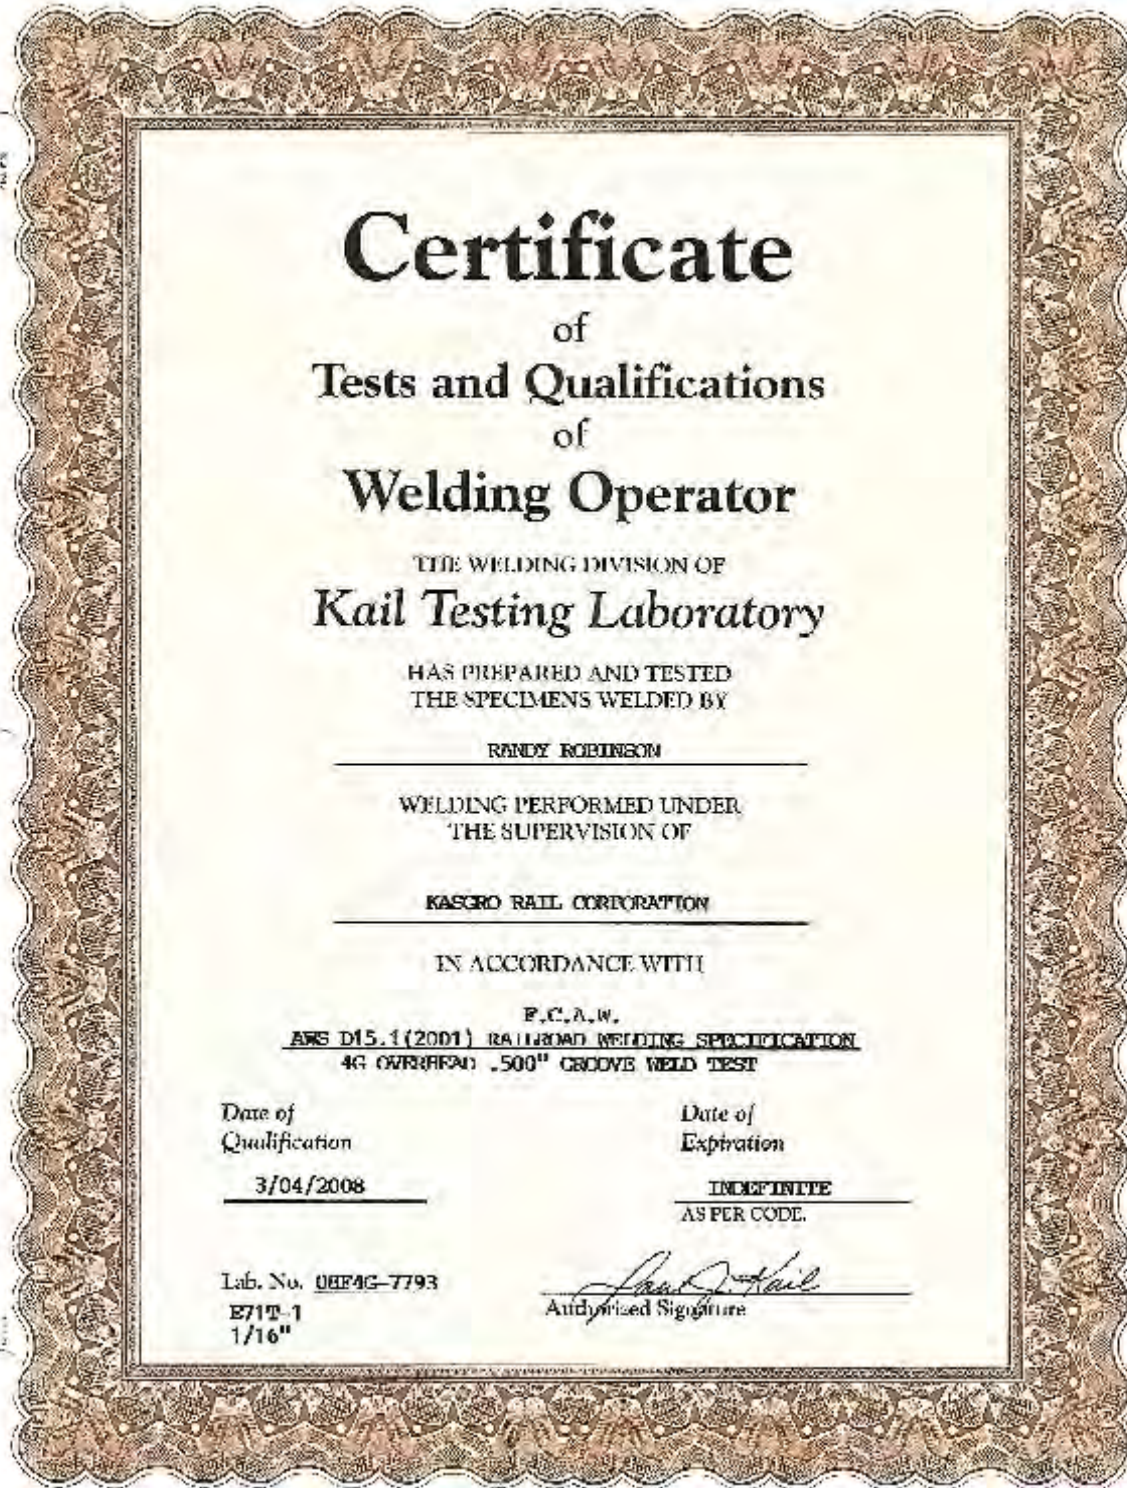 Certificate
of
Tests and Qualifications
of
Welding Operator
THE WELDING DIVISION OF
Kail Testing Laboratory
HAS PREPARED AND TESTED
THE SPECIMENS WELDED BY
RANDY ROBINSON
WELDING PERFORMED UNDER
THE SUPERVISION OF
KASGRO RAIL CORPORATION
IN ACCORDANCE WITH
F.C.A.W.
AWS D15.1(2001) RAILROAD WELDING SPECIFICATION
4G OVERHEAD .500" GROOVE WELD TEST
Date of Date of
Qualification Expiration
3/04/2008 INDEFINITE
AS PER CODE.
Lab. No. 08F4G-7793
E71T-1 Authorized Signature
1/16"